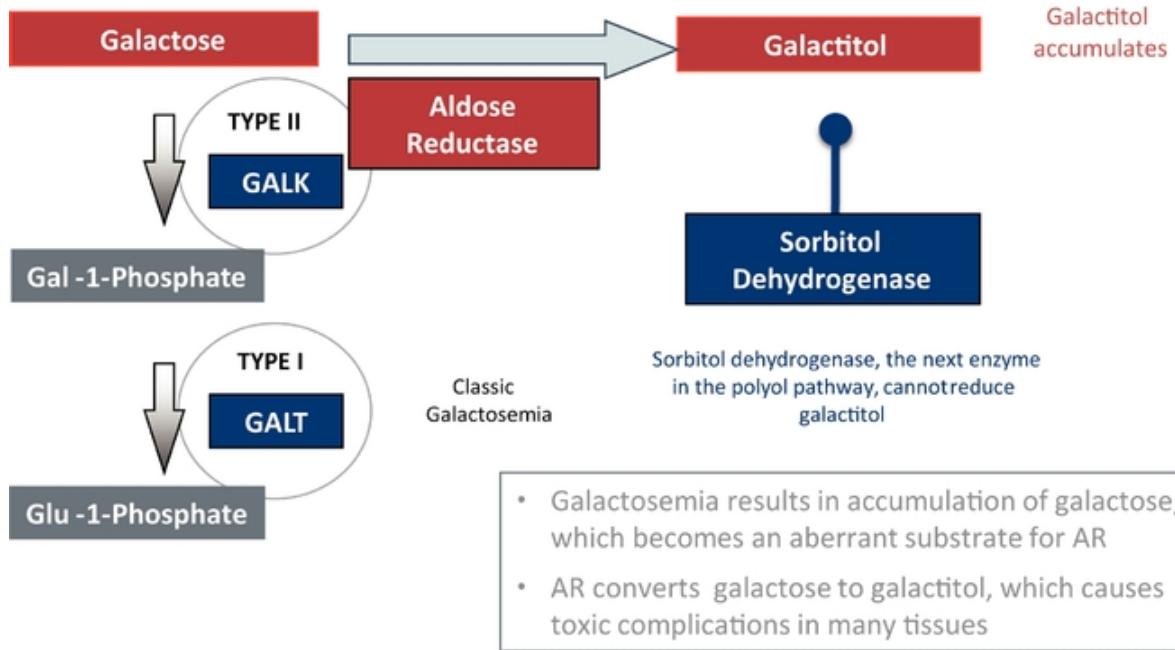 Galactose
Galactitol
Galactitol
accumulates
Aldose
Reductase
TYPE II
GALK
Gal -1-Phosphate
Sorbitol
Dehydrogenase
TYPE I
GALT
Classic
Galactosemia
Sorbitol dehydrogenase, the next enzyme
in the polyol pathway, cannotreduce
galactitol
Glu -1-Phosphate
• Galactosemia results in accumulation of galactose,
which becomes an aberrant substrate for AR
• AR converts galactose to galactitol, which causes
toxic complications in many tissues